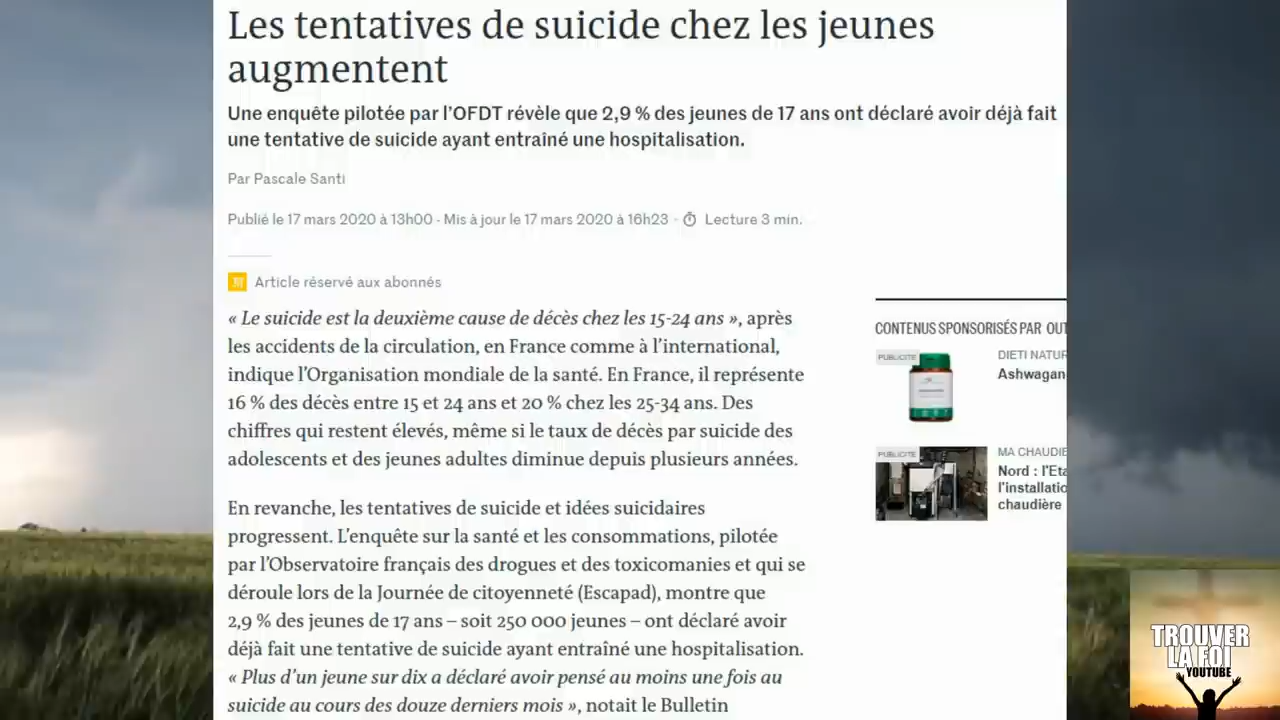 Les tentatives de suicide chez les jeunes
augmentent
Une enquête pilotée par l'OFDT révèle que 2,9 % des jeunes de 17 ans ont déclaré avoir déjà fait
une tentative de suicide ayant entraîné une hospitalisation.
Par Pascale Santi
Publié le 17 mars 2020 à 13h00 - Mis à jour le 17 mars 2020 à 16h23 - Lecture 3 min.
Article réservé aux abonnés
« Le suicide est la deuxième cause de décès chez les 15-24 ans », après
les accidents de la circulation, en France comme à l'international,
indique l'Organisation mondiale de la santé. En France, il représente
16 % des décès entre 15 et 24 ans et 20 % chez les 25-34 ans. Des
chiffres qui restent élevés, même si le taux de décès par suicide des
adolescents et des jeunes adultes diminue depuis plusieurs années.
En revanche, les tentatives de suicide et idées suicidaires
progressent. L'enquête sur la santé et les consommations, pilotée
par l'Observatoire français des drogues et des toxicomanies et qui se
déroule lors de la Journée de citoyenneté (Escapad), montre que
2,9 % des jeunes de 17 ans – soit 250 000 jeunes – ont déclaré avoir
déjà fait une tentative de suicide ayant entraîné une hospitalisation.
« Plus d'un jeune sur dix a déclaré avoir pensé au moins une fois au
suicide au cours des douze derniers mois », notait le Bulletin
CONTENUS SPONSORISÉS PAR OUT
PUBLICITÉ
DIETI NATUR
Ashwagan
PUBLICITÉ
MA CHAUDIE
Nord : l'Eta
l'installatio
chaudière
TROUVER
LA FOI
YOUTUBE